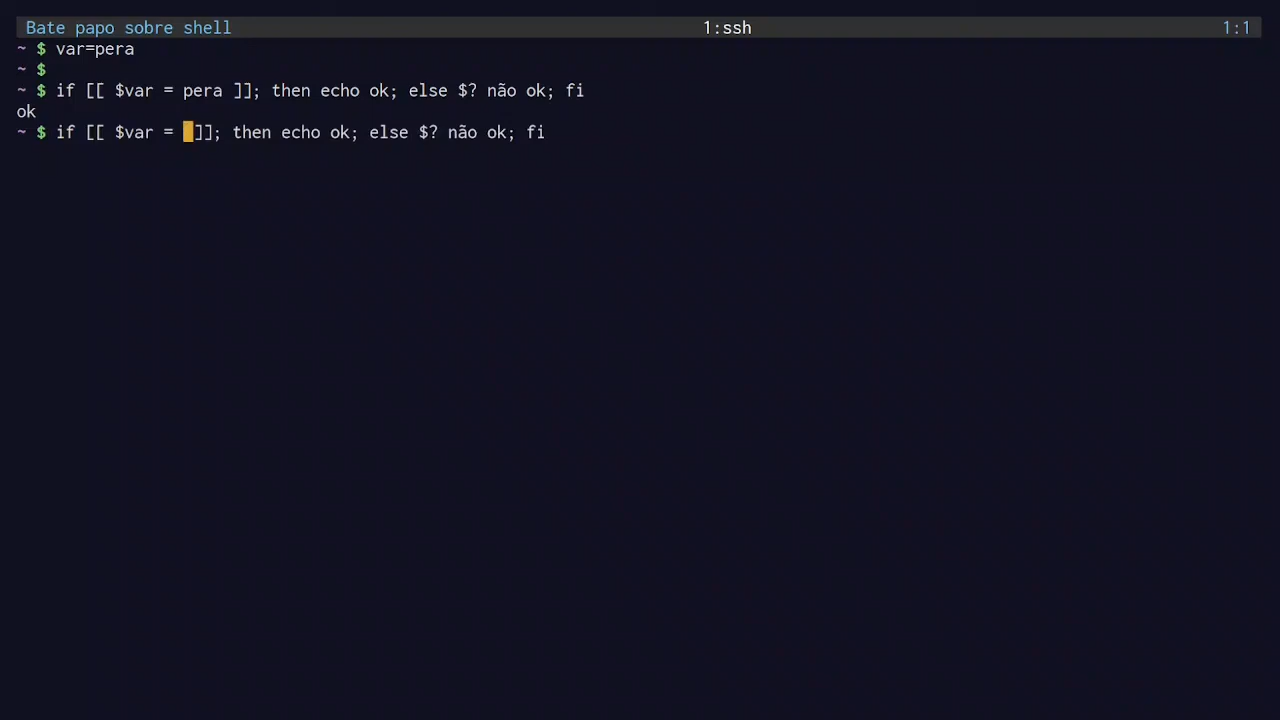 Bate papo sobre shell 1:ssh 1:1
~ $ var=pera
~ $
~ $ if [[ $var = pera ]]; then echo ok; else $? não ok; fi
ok
~ $ if [[ $var = ]]; then echo ok; else $? não ok; fi